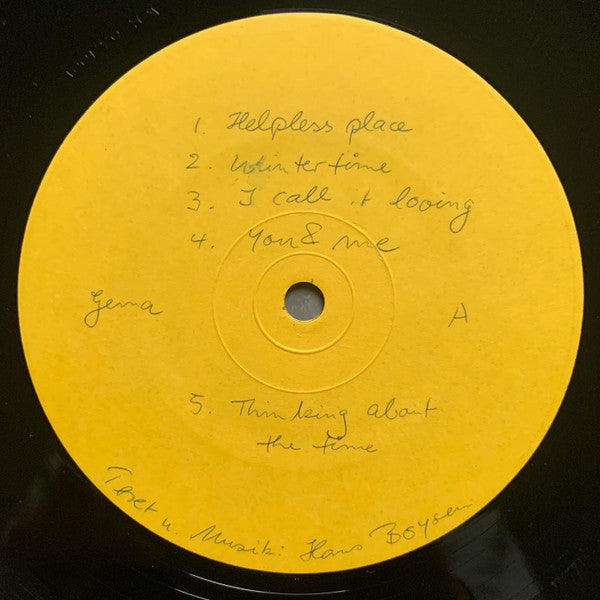 1. Helpless place
2. Wintertime
3. I call it loving
4. You & me
Gema
A
5. Thinking about
the time
Text u. Musik: Hans Boysen